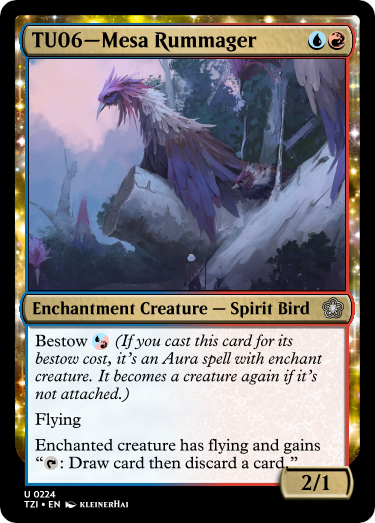 TU06—Mesa Rummager
Enchantment Creature — Spirit Bird
Bestow (If you cast this card for its
bestow cost, it's an Aura spell with enchant
creature. It becomes a creature again if it's
not attached.)
Flying
Enchanted creature has flying and gains
“: Draw card then discard a card.”
2/1
U 0224
TZI • EN KLEINERHAI